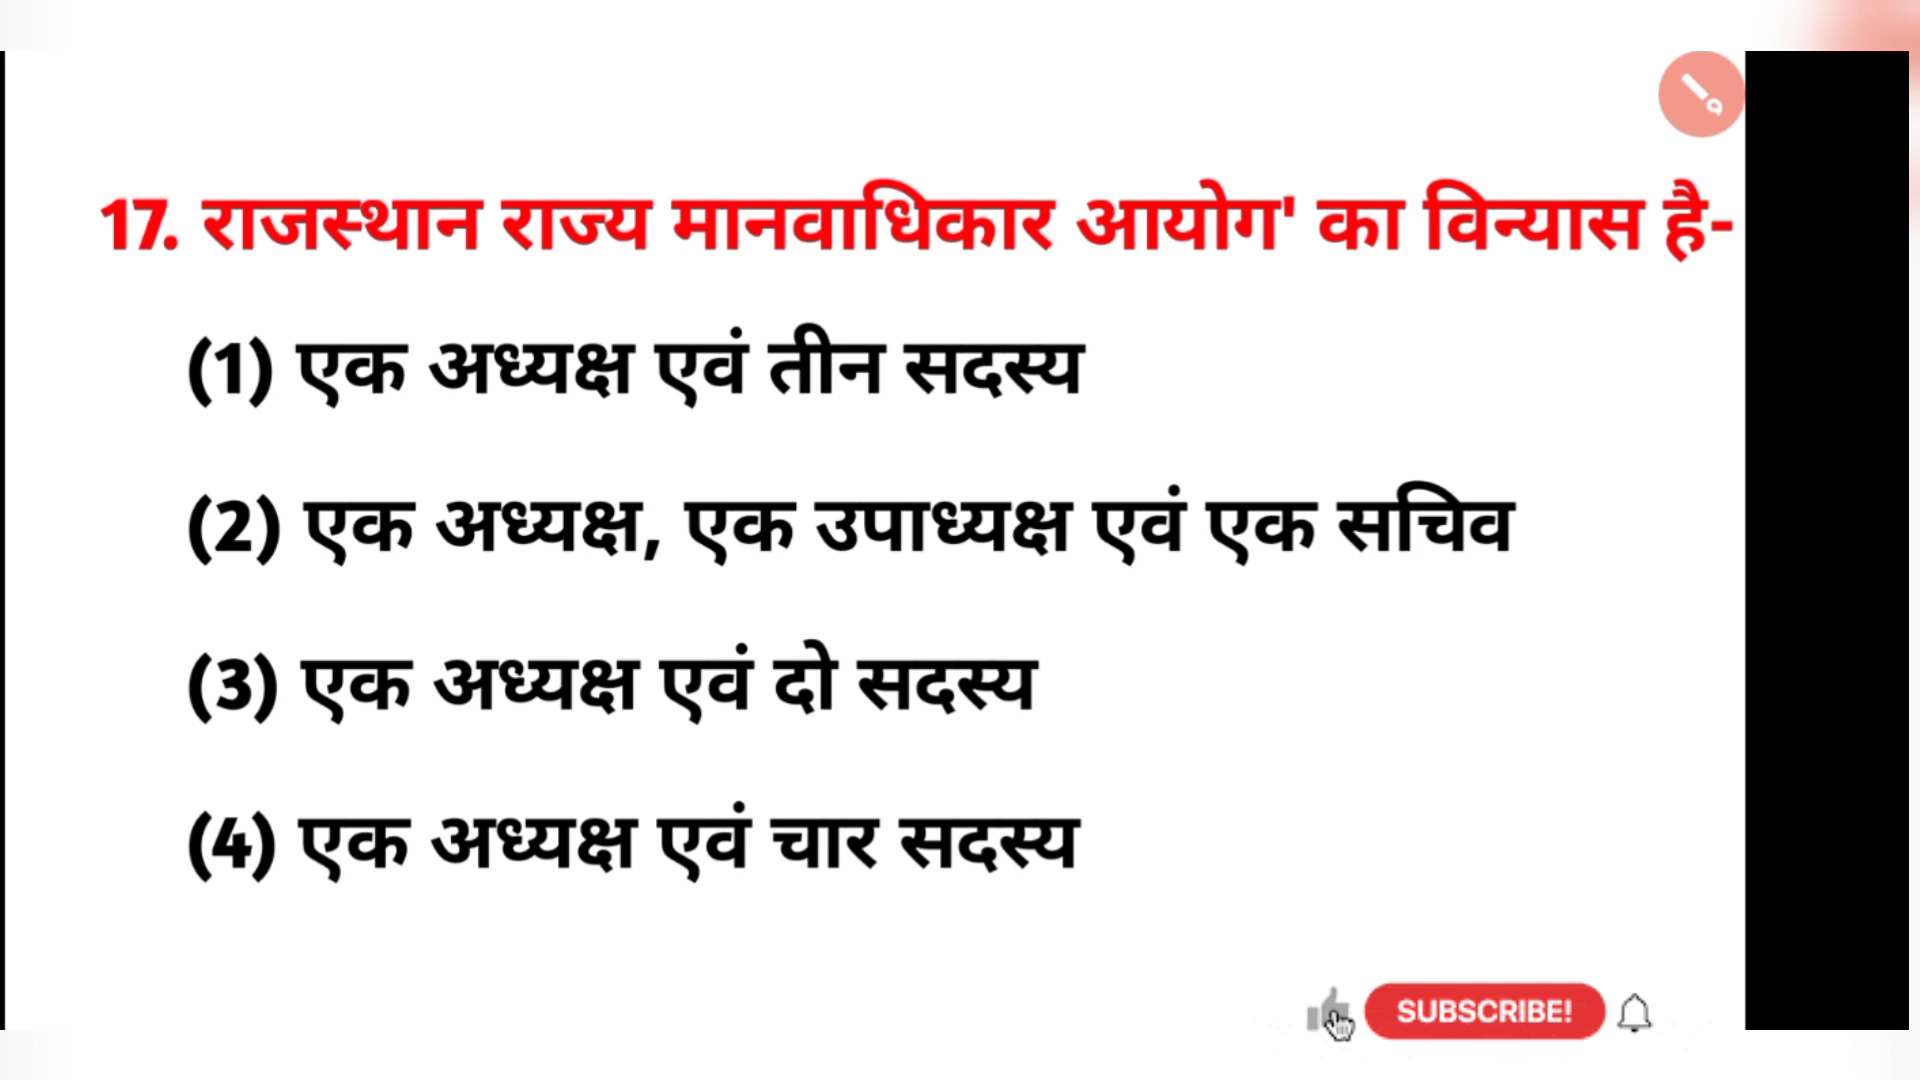 17. राजस्थान राज्य मानवाधिकार आयोग' का विन्यास है-
(1) एक अध्यक्ष एवं तीन सदस्य
(2) एक अध्यक्ष, एक उपाध्यक्ष एवं एक सचिव
(3) एक अध्यक्ष एवं दो सदस्य
(4) एक अध्यक्ष एवं चार सदस्य
SUBSCRIBE!